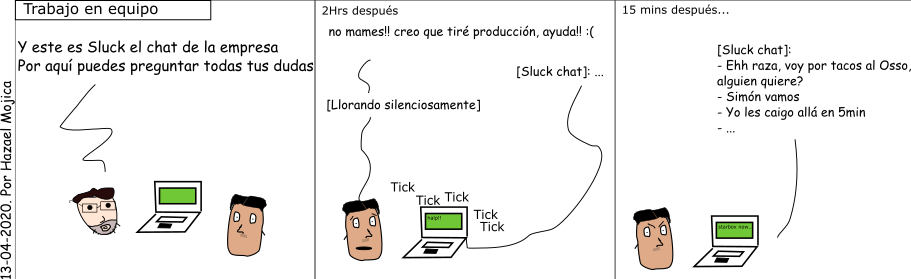 Trabajo en equipo
Y este es Sluck el chat de la empresa
Por aquí puedes preguntar todas tus dudas
13-04-2020. Por Hazael Mojica
2Hrs después
no mames!! creo que tiré producción, ayuda!! :(
[Sluck chat]: ...
[Llorando silenciosamente]
Tick
Tick
Tick
Tick
Tick
help!!
15 mins después...
[Sluck chat]:
- Ehh raza, voy por tacos al Osso,
alguien quiere?
- Simón vamos
- Yo les caigo allá en 5min
- ...
starbox now..